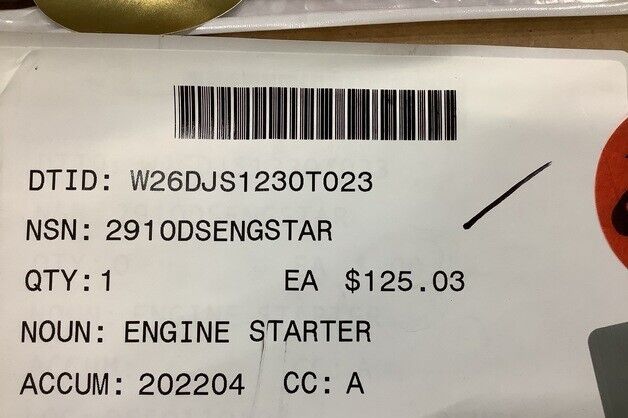 DTID: W26DJS1230T023
NSN: 2910DSENGSTAR
QTY: 1 EA $125.03
NOUN: ENGINE STARTER
ACCUM: 202204 CC: A